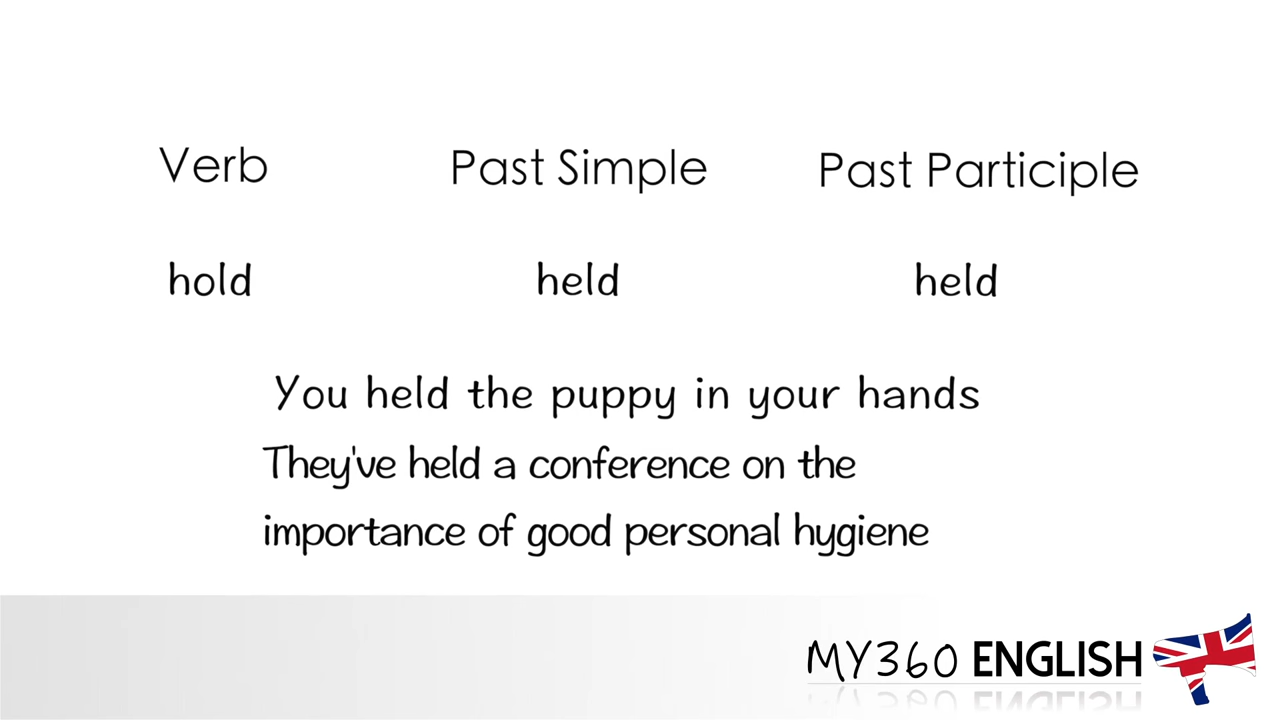 Verb Past Simple Past Participle
hold held held
You held the puppy in your hands
They've held a conference on the
importance of good personal hygiene
MY360 ENGLISH